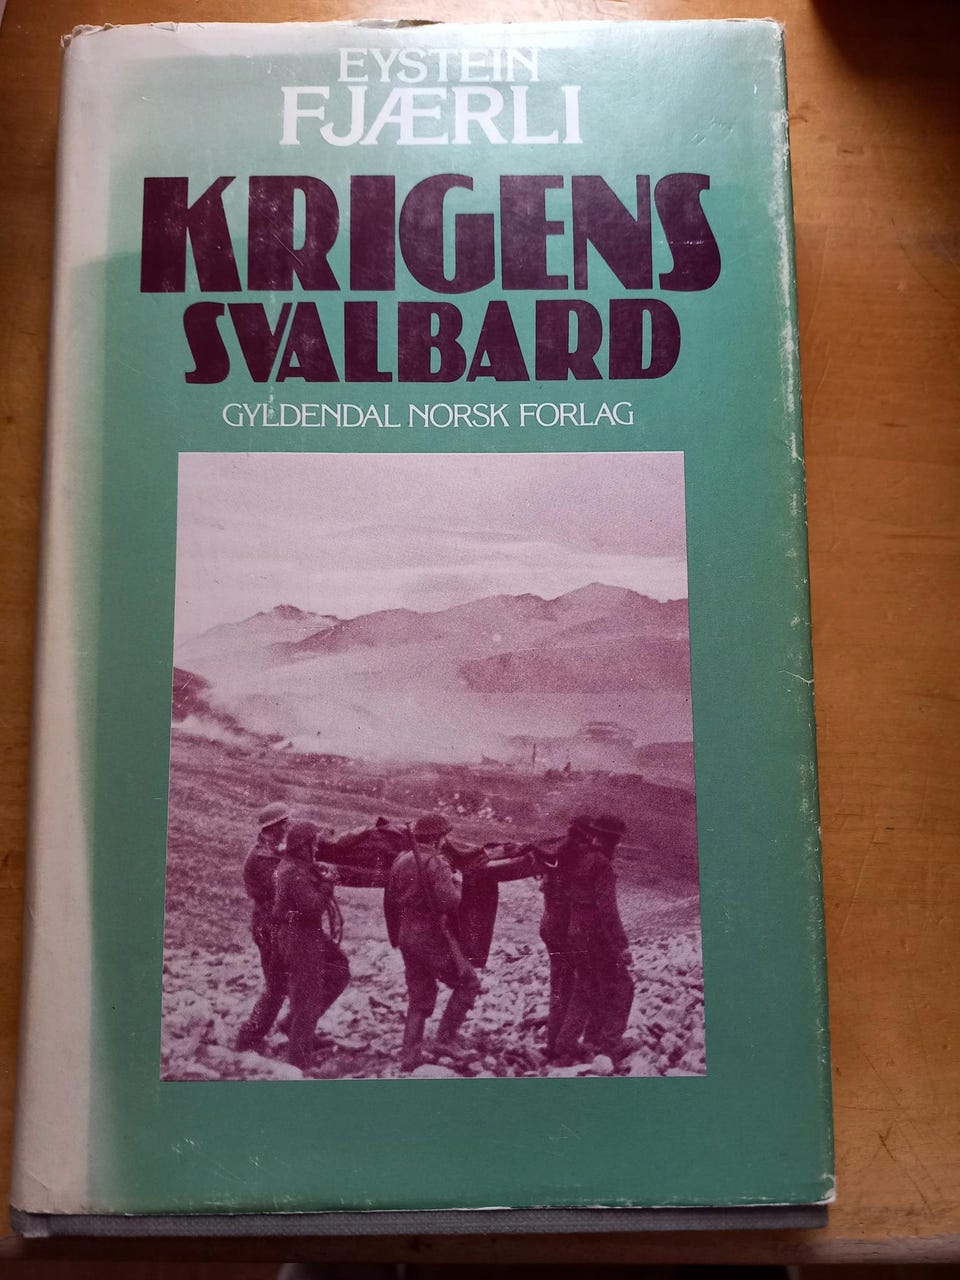 EYSTEIN
FJÆRLI
KRIGENS
SVALBARD
GYLDENDAL NORSK FORLAG